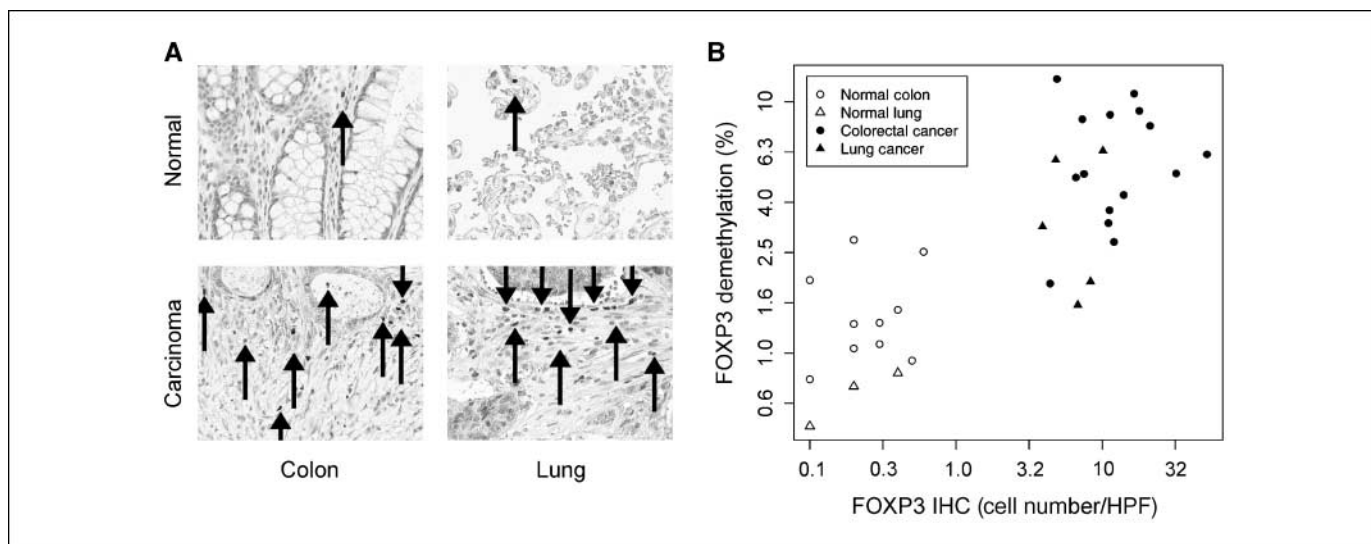 A
Normal
Carcinoma
Colon
Lung
B
Normal colon
Normal lung
Colorectal cancer
Lung cancer
FOXP3 demethylation (%)
10
6.3
4.0
2.5
1.6
1.0
0.6
0.1
0.3
1.0
3.2
10
32
FOXP3 IHC (cell number/HPF)